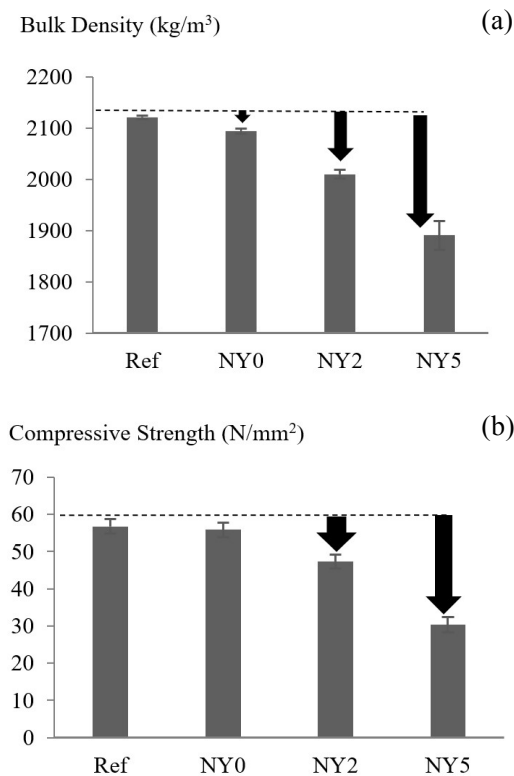 Bulk Density (kg/m³)
(a)
2200
2100
2000
1900
1800
1700
Ref NY0 NY2 NY5
Compressive Strength (N/mm²)
(b)
70
60
50
40
30
20
10
0
Ref NY0 NY2 NY5